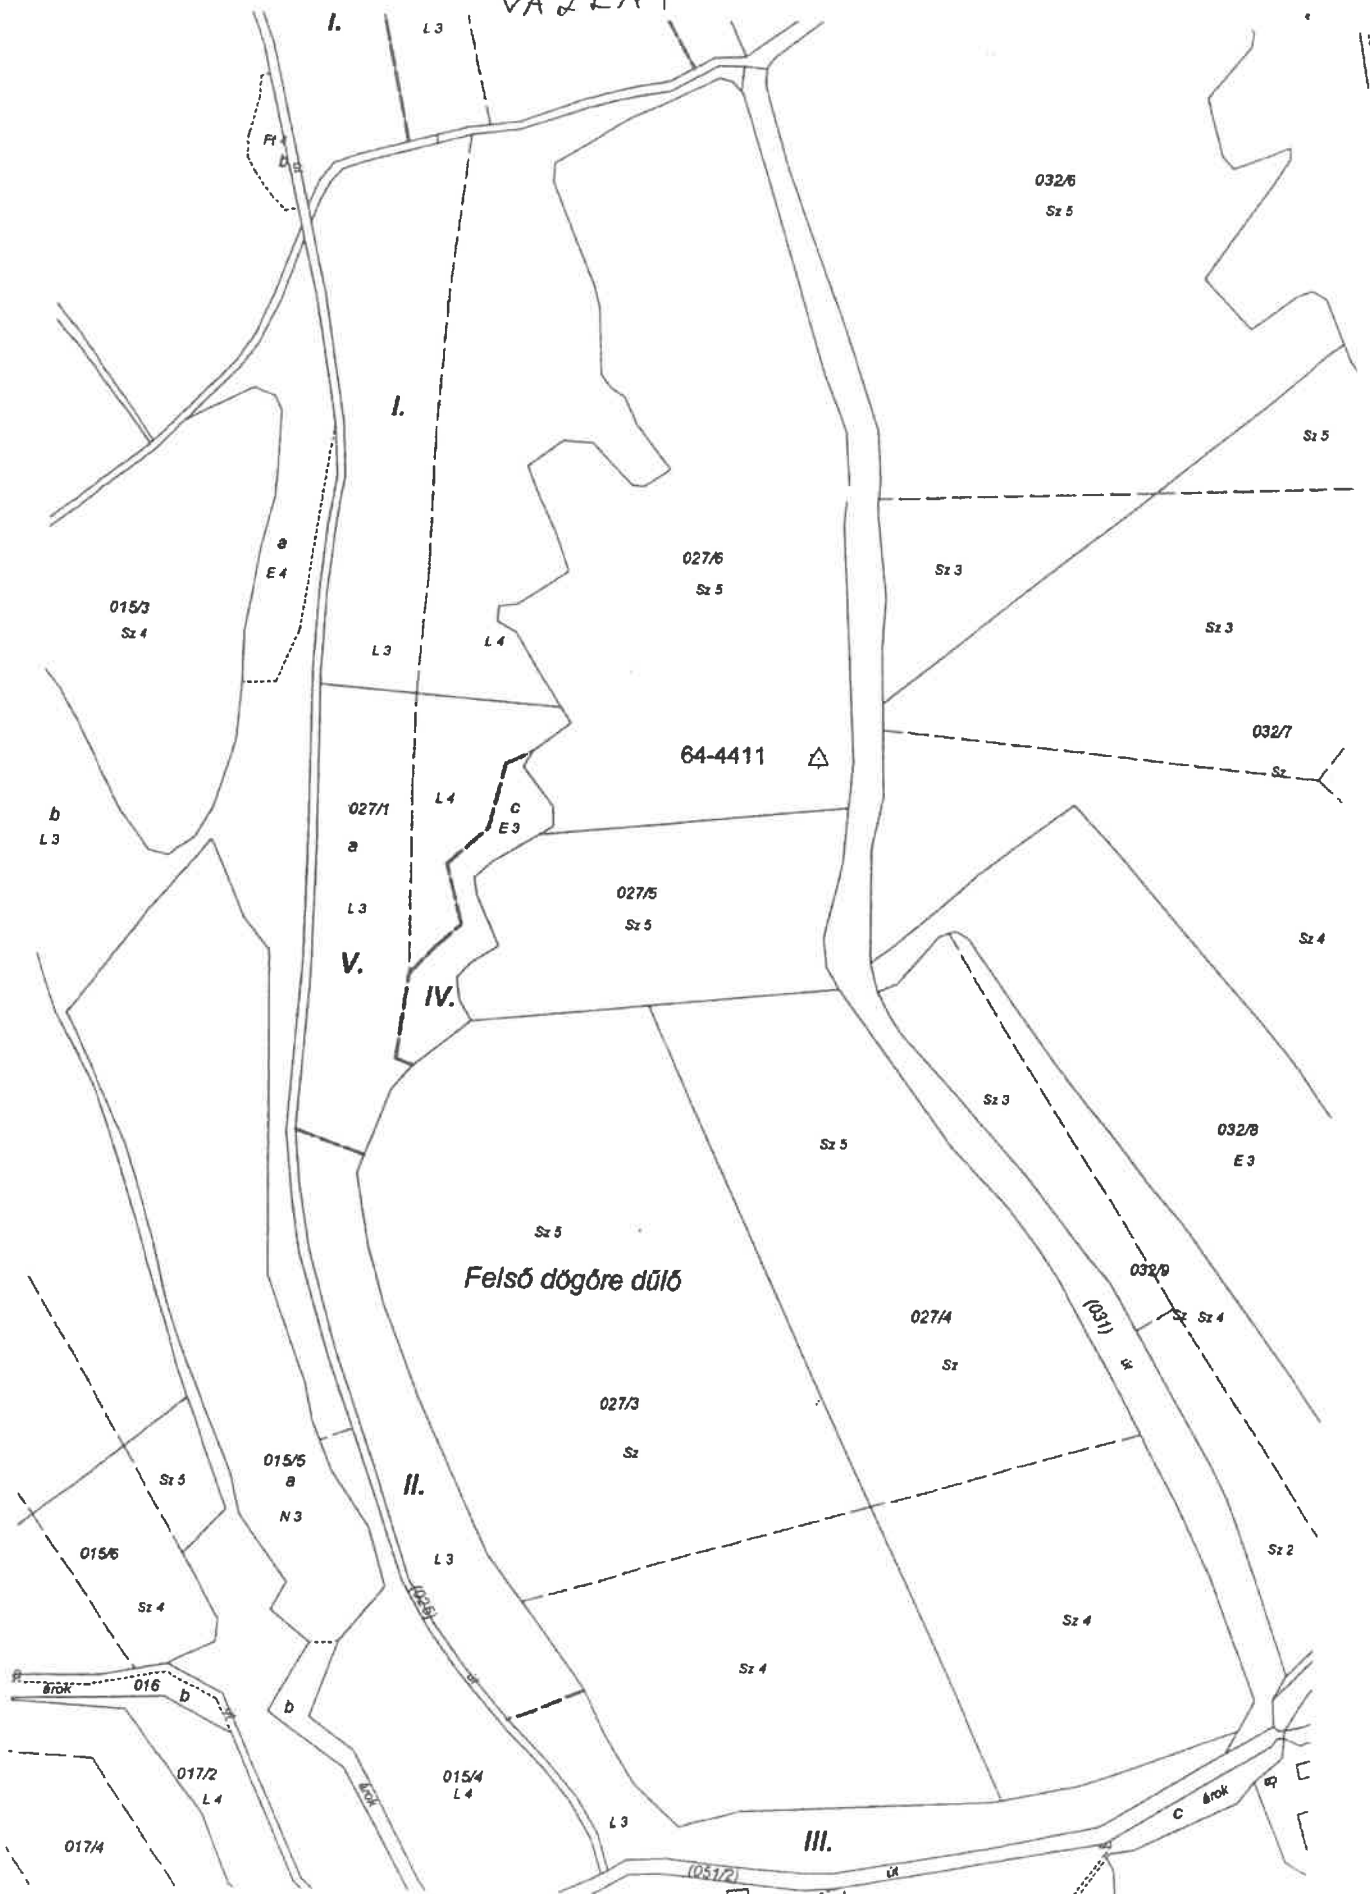 VÁZLAT
I.
L 3
b
032/6
Sz 5
I.
Sz 5
a
E 4
027/6
Sz 5
Sz 3
015/3
Sz 4
L 3
L 4
Sz 3
032/7
Sz
64-4411
b
L 3
027/1
a
L 4
c
E 3
027/5
Sz 5
L 3
Sz 4
V.
IV.
Sz 3
032/8
E 3
Sz 5
Sz 5
Felső dögőre dűlő
032/9
Sz
Sz 4
027/4
Sz
(031)
út
027/3
Sz
015/5
a
N 3
Sz 5
II.
015/6
Sz 4
L 3
Sz 2
(026)
út
Sz 4
Sz 4
árok
016
b
b
017/2
L 4
015/4
L 4
árok
017/4
L 3
III.
c
árok
(051/2)
út